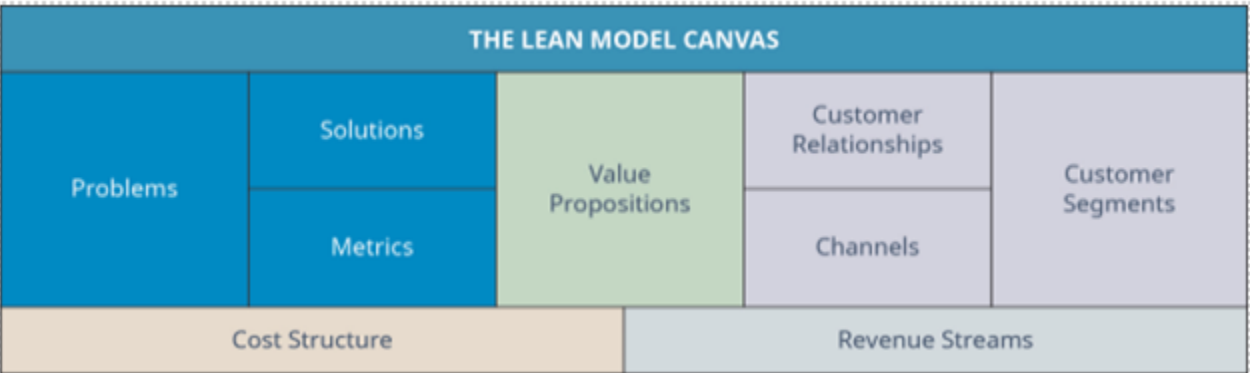 THE LEAN MODEL CANVAS
Problems
Solutions
Metrics
Value
Propositions
Customer
Relationships
Channels
Customer
Segments
Cost Structure
Revenue Streams